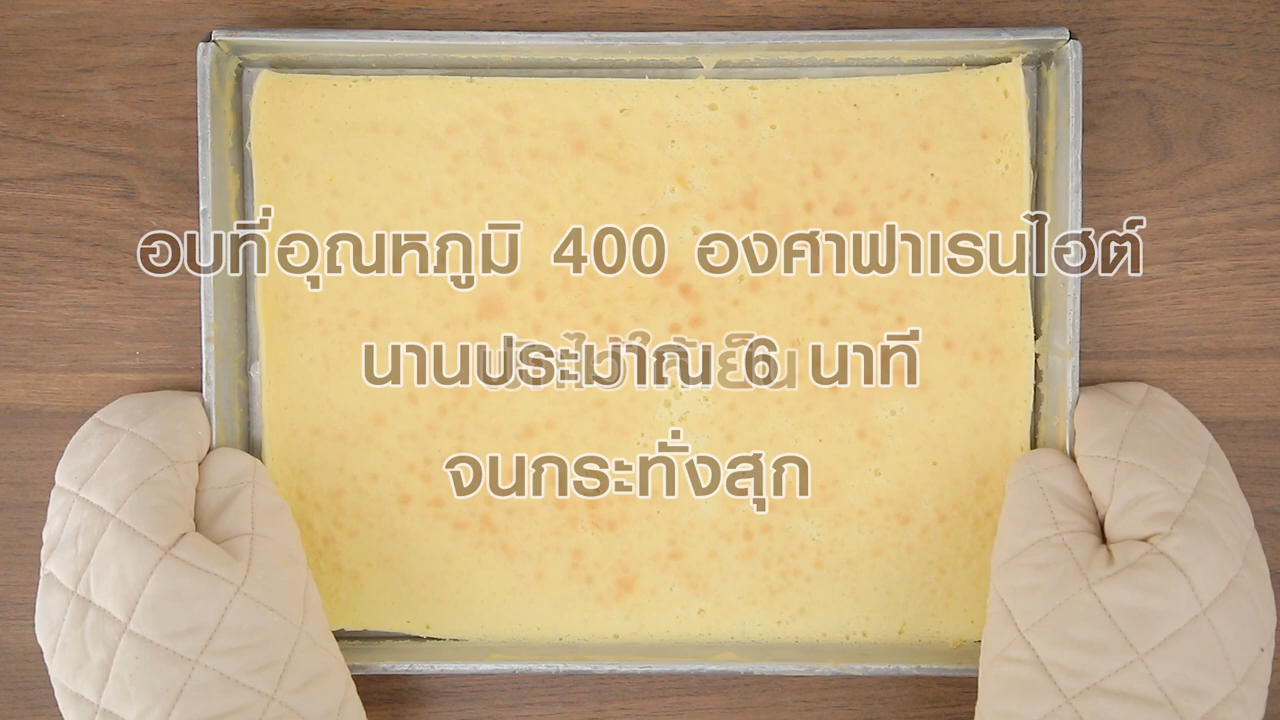 อบที่อุณหภูมิ 400 องศาฟาเรนไฮต์
นานประมาณ 6 นาที
จนกระทั่งสุก